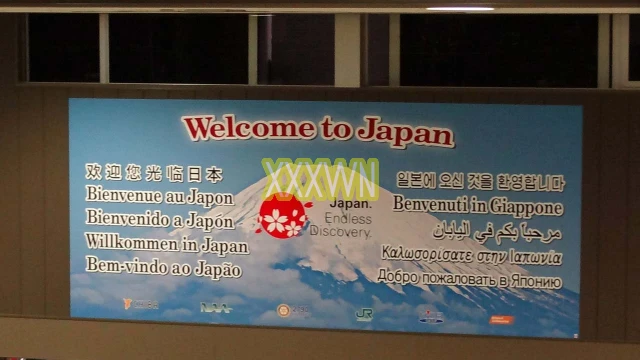 Welcome to Japan
欢迎您光临日本
Bienvenue au Japon
Bienvenido a Japón
Willkommen in Japan
Bem-vindo ao Japão
XXXWN
Japan.
Endless
Discovery.
일본에 오신 것을 환영합니다
Benvenuti in Giappone
مرحباً بكم في اليابان
Καλωσορίσατε στην Ιαπωνία
Добро пожаловать в Японию
NAA
JR